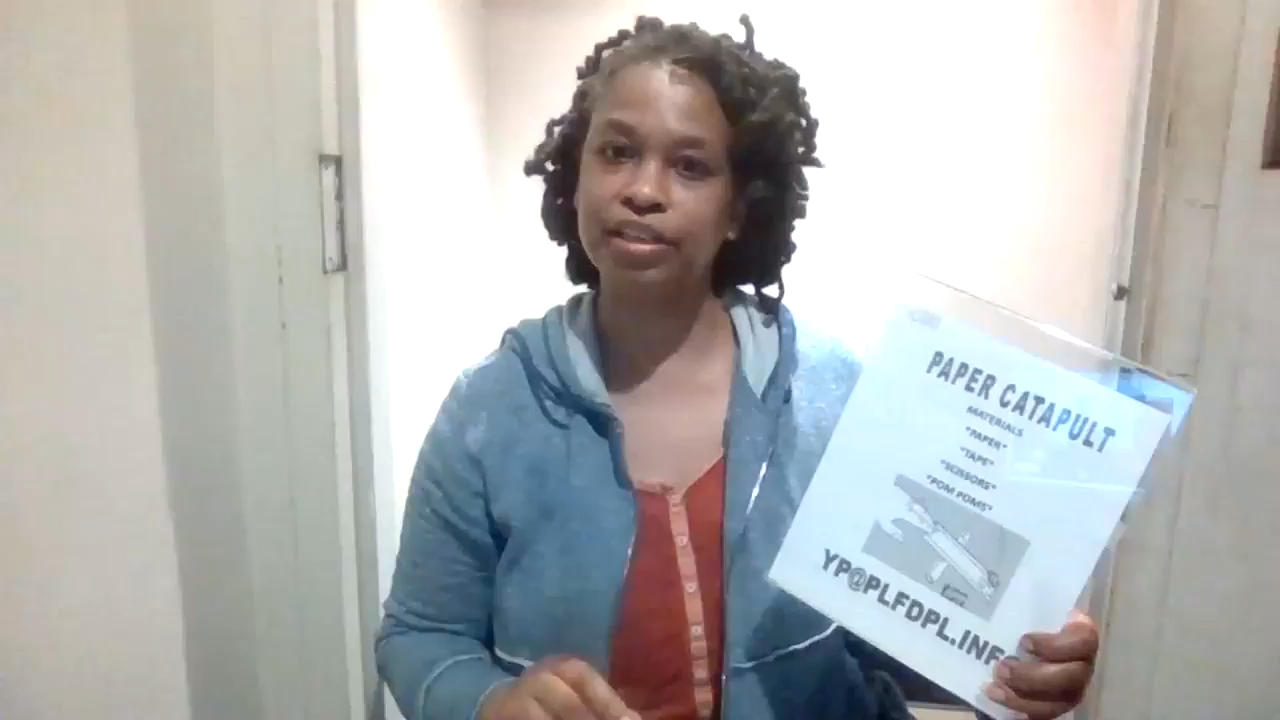 PAPER CATAPULT
MATERIALS
*PAPER*
*TAPE*
*SCISSORS*
*POM POMS*
YP@PLFDPL.INF